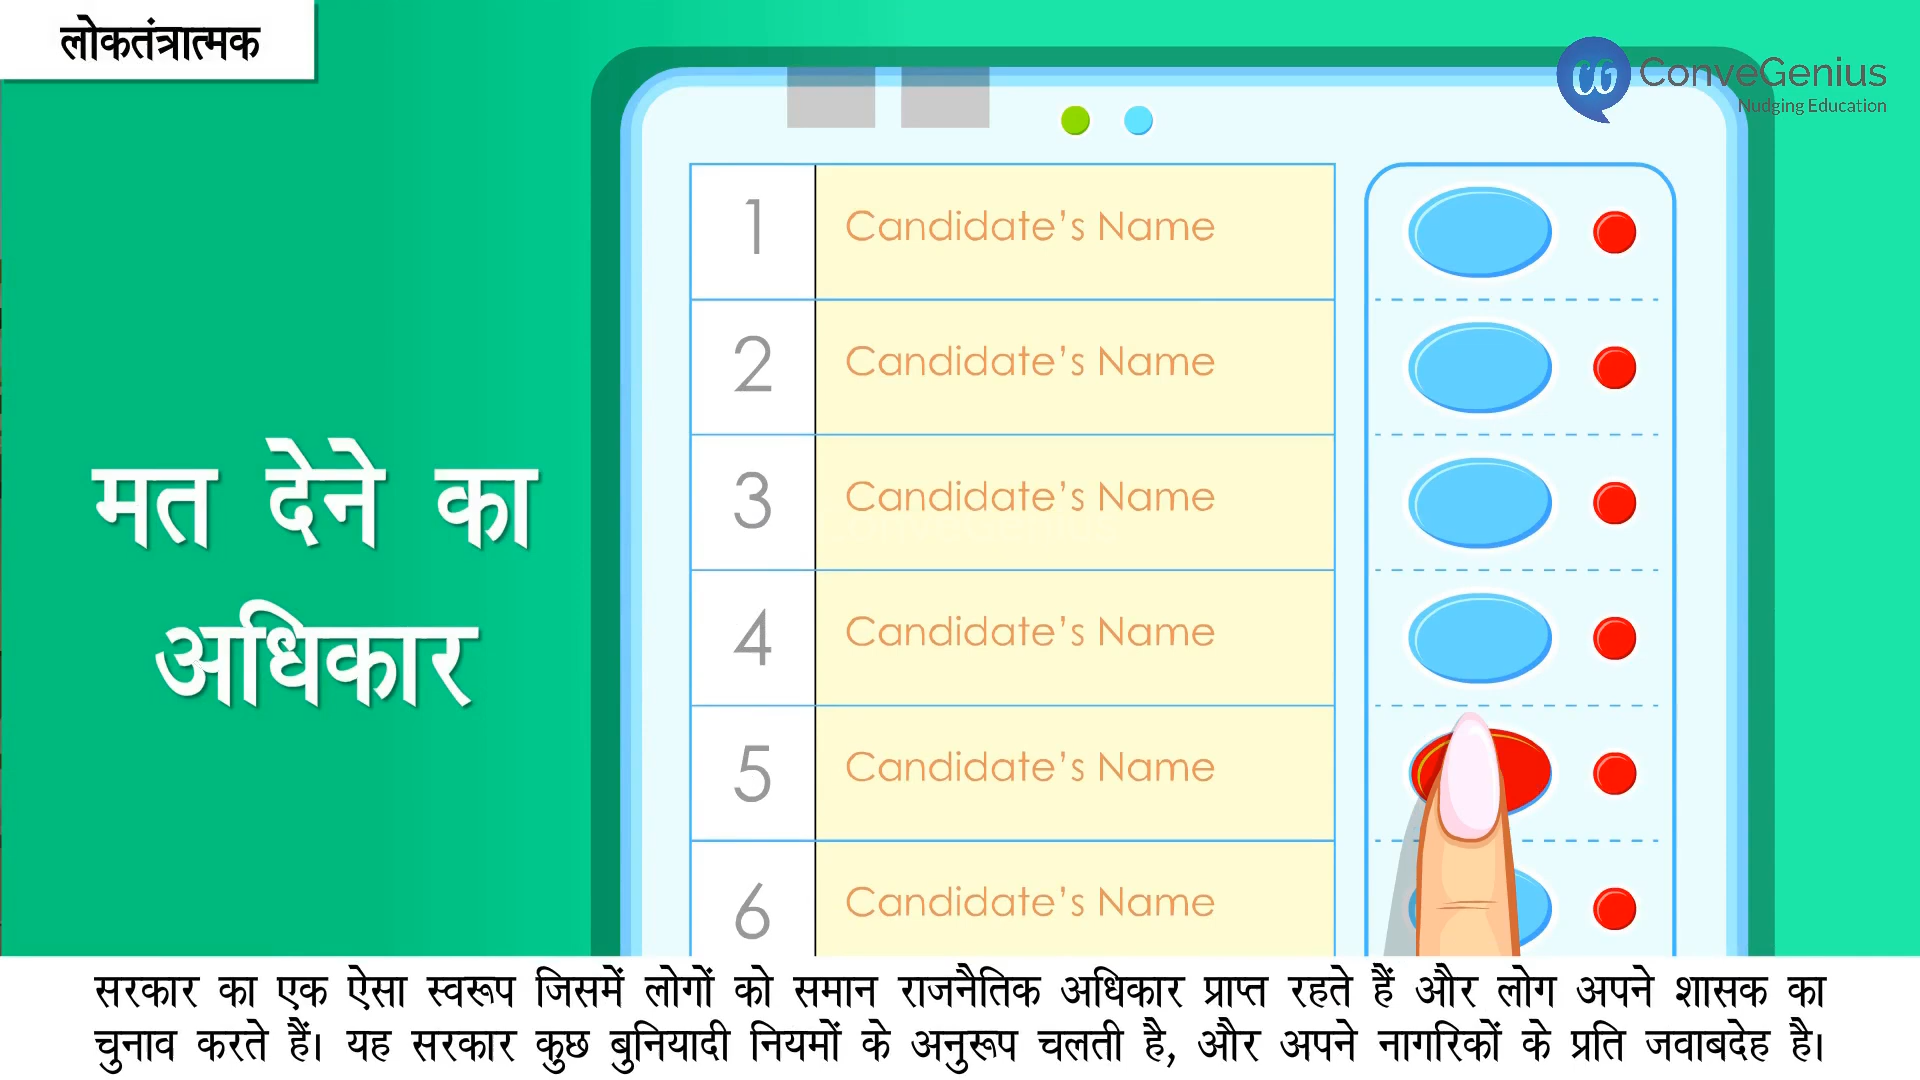 लोकतंत्रात्मक
CG ConveGenius
Nudging Education
मत देने का
अधिकार
1 Candidate's Name
2 Candidate's Name
3 Candidate's Name
4 Candidate's Name
5 Candidate's Name
6 Candidate's Name
सरकार का एक ऐसा स्वरूप जिसमें लोगों को समान राजनैतिक अधिकार प्राप्त रहते हैं और लोग अपने शासक का
चुनाव करते हैं। यह सरकार कुछ बुनियादी नियमों के अनुरूप चलती है, और अपने नागरिकों के प्रति जवाबदेह है।